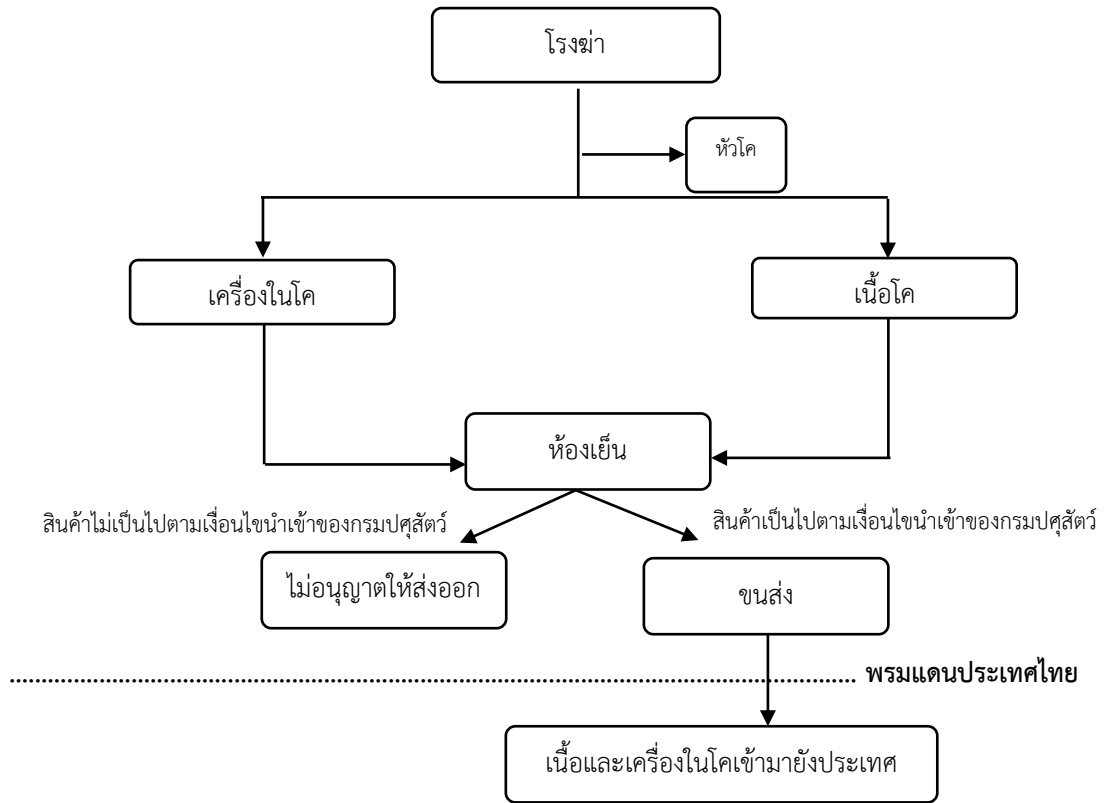 โรงฆ่า
หัวโค
เครื่องในโค
เนื้อโค
ห้องเย็น
สินค้าไม่เป็นไปตามเงื่อนไขนำเข้าของกรมปศุสัตว์
สินค้าเป็นไปตามเงื่อนไขนำเข้าของกรมปศุสัตว์
ไม่อนุญาตให้ส่งออก
ขนส่ง
พรมแดนประเทศไทย
เนื้อและเครื่องในโคเข้ามายังประเทศ